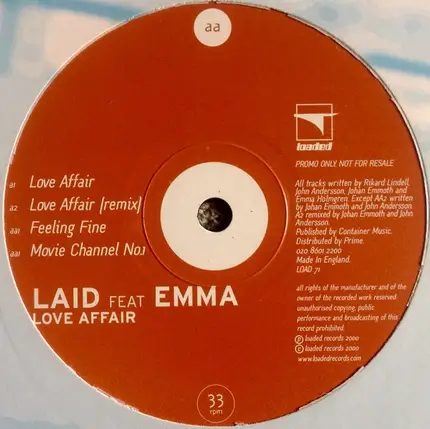 aa
loaded
PROMO ONLY, NOT FOR RESALE
a1 Love Affair
a2 Love Affair [remix]
aa1 Feeling Fine
aa1 Movie Channel No.1
LAID FEAT EMMA
LOVE AFFAIR
All tracks written by Rikard Lindell,
John Andersson, Johan Emmoth and
Emma Holmgren. Except AA2 written
by Johan Emmoth and John Andersson.
A2 remixed by Johan Emmoth and John
Andersson.
Published by Container Music.
Distributed by Prime.
020 8601 2200
Made In England.
LOAD 71
all rights of the manufacturer and of the
owner of the recorded work reserved.
unauthorised copying, public
performance and broadcasting of this
record prohibited.
℗ loaded records 2000
© loaded records 2000
www.loadedrecords.com
33
rpm